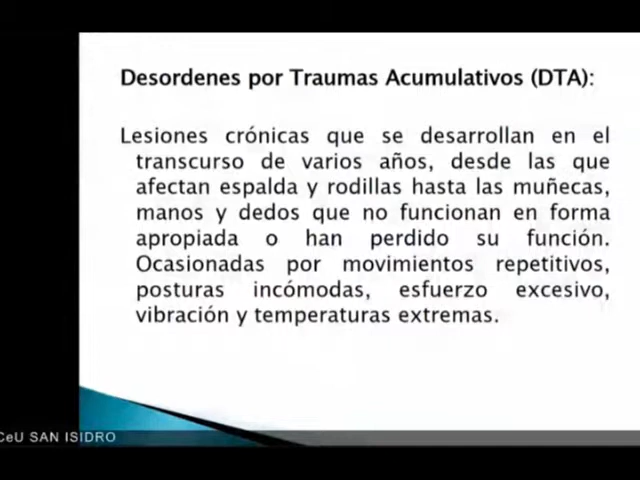 Desordenes por Traumas Acumulativos (DTA):
Lesiones crónicas que se desarrollan en el
transcurso de varios años, desde las que
afectan espalda y rodillas hasta las muñecas,
manos y dedos que no funcionan en forma
apropiada o han perdido su función.
Ocasionadas por movimientos repetitivos,
posturas incómodas, esfuerzo excesivo,
vibración y temperaturas extremas.
CeU SAN ISIDRO